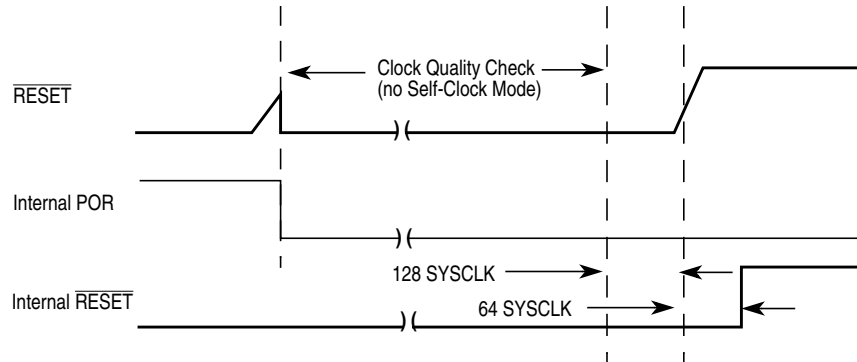 Clock Quality Check
(no Self-Clock Mode)
RESET
Internal POR
128 SYSCLK
Internal RESET
64 SYSCLK